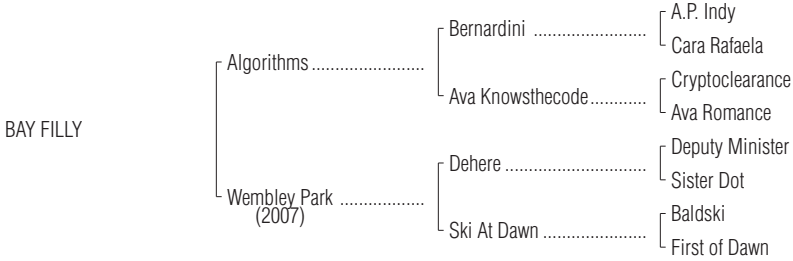 A.P. Indy
Bernardini ........................
Cara Rafaela
Algorithms ........................
Cryptoclearance
Ava Knowsthecode ............
Ava Romance
BAY FILLY
Deputy Minister
Dehere ..............................
Sister Dot
Wembley Park ..................
(2007)
Baldski
Ski At Dawn ......................
First of Dawn